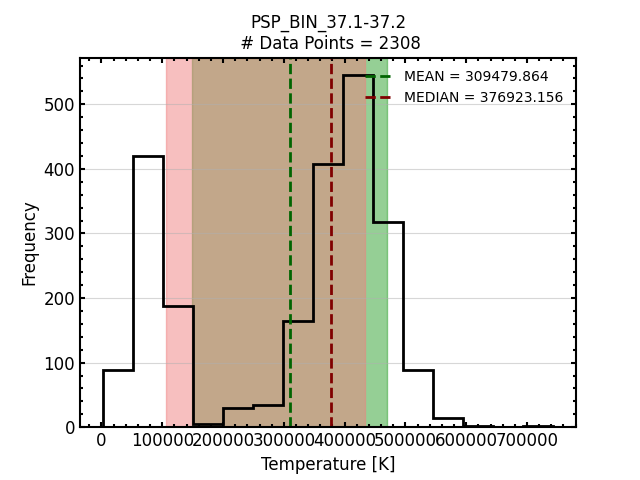 PSP_BIN_37.1-37.2
# Data Points = 2308
MEAN = 309479.864
MEDIAN = 376923.156
500
400
300
200
100
0
Frequency
0 100000 200000 300000 400000 500000 600000 700000
Temperature [K]